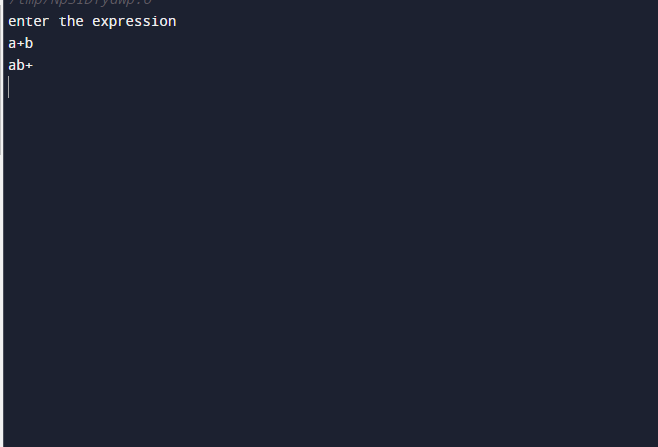 enter the expression
a+b
ab+